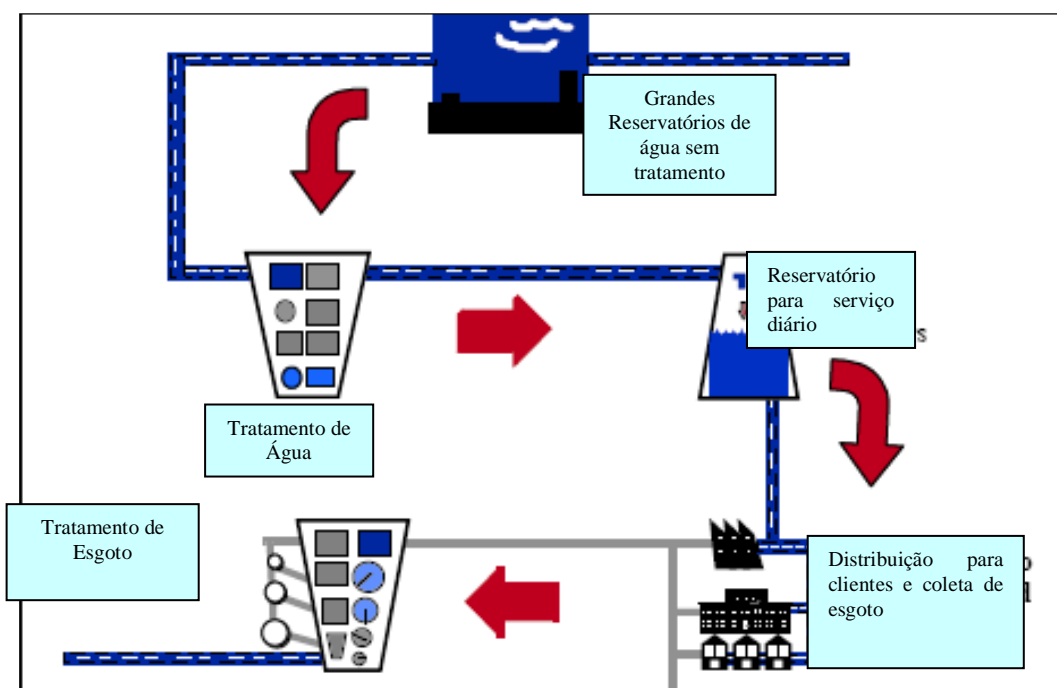 Grandes
Reservatórios de
água sem
tratamento
Reservatório
para serviço
diário
s
Tratamento de
Água
Tratamento de
Esgoto
Distribuição para
clientes e coleta de
esgoto